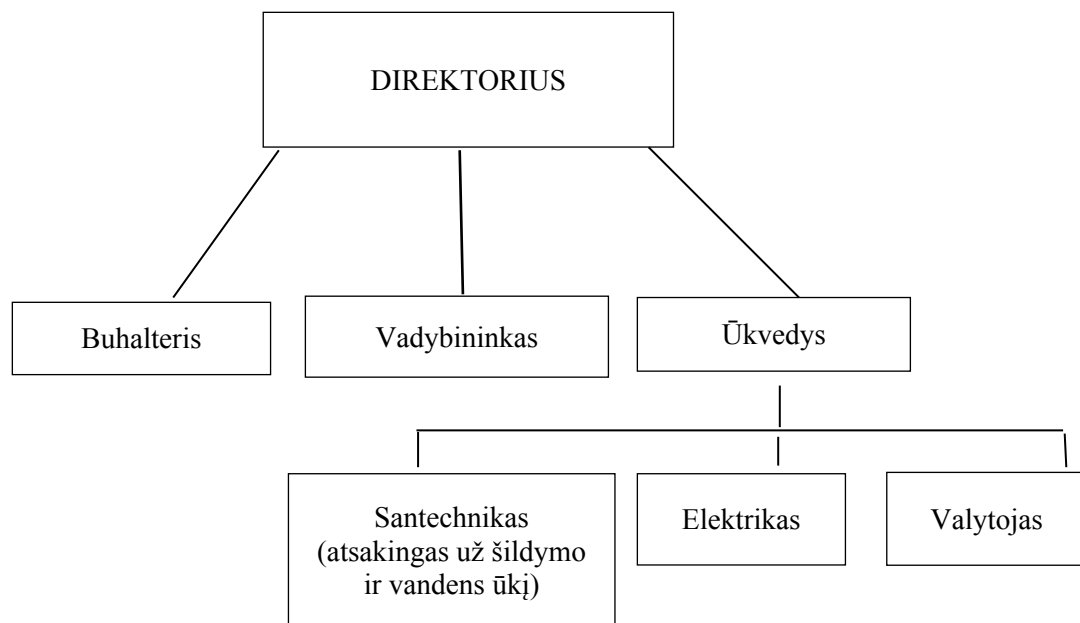 DIREKTORIUS
Buhalteris
Vadybininkas
Ūkvedys
Santechnikas
(atsakingas už šildymo
ir vandens ūkį)
Elektrikas
Valytojas